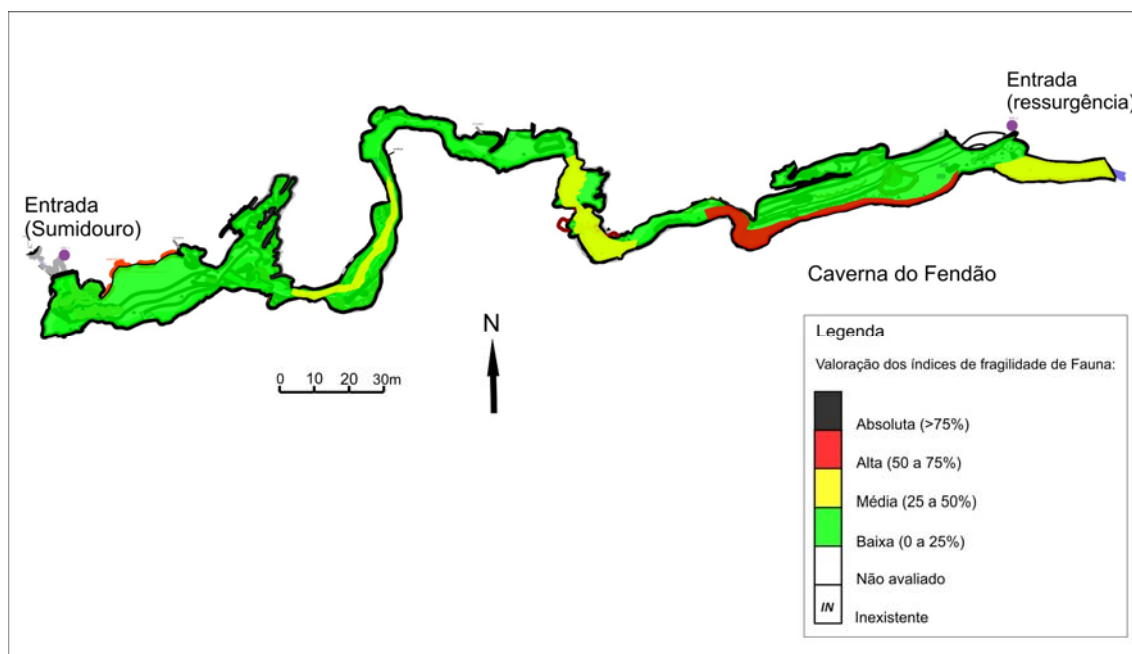 Entrada
(ressurgência)
Entrada
(Sumidouro)
Caverna do Fendão
N
0 10 20 30m
Legenda
Valoração dos índices de fragilidade de Fauna:
Absoluta (>75%)
Alta (50 a 75%)
Média (25 a 50%)
Baixa (0 a 25%)
Não avaliado
IN Inexistente